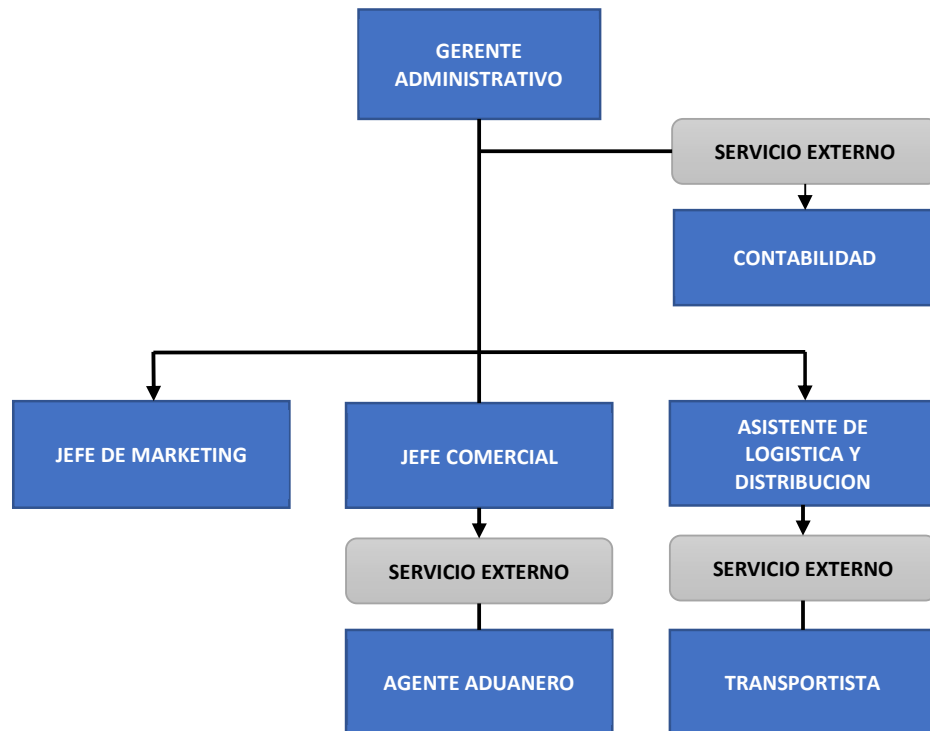 GERENTE
ADMINISTRATIVO
SERVICIO EXTERNO
CONTABILIDAD
JEFE DE MARKETING
JEFE COMERCIAL
ASISTENTE DE
LOGISTICA Y
DISTRIBUCION
SERVICIO EXTERNO
SERVICIO EXTERNO
AGENTE ADUANERO
TRANSPORTISTA